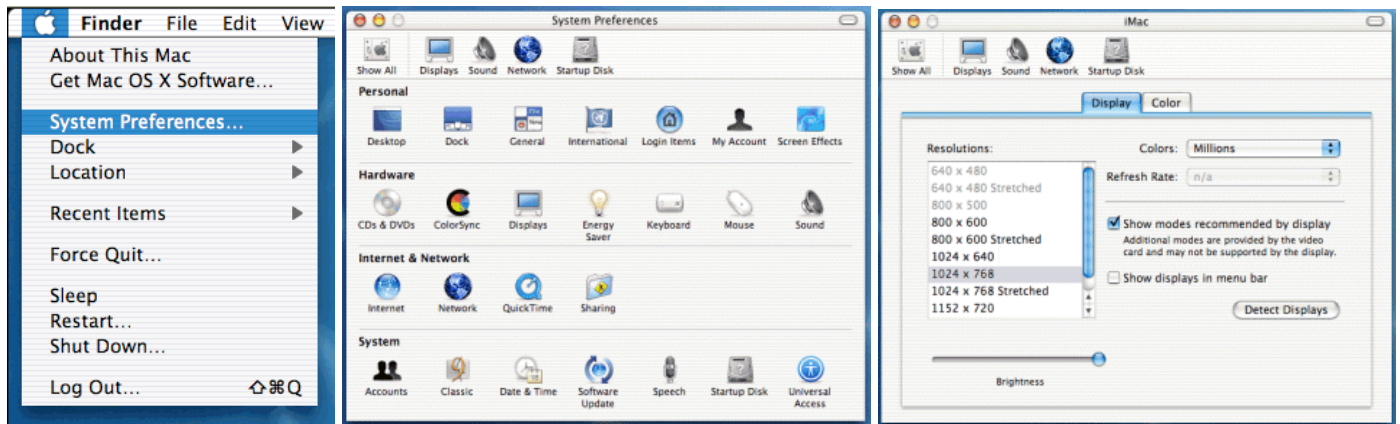 Finder File Edit View
About This Mac
Get Mac OS X Software...
System Preferences...
Dock
Location
Recent Items
Force Quit...
Sleep
Restart...
Shut Down...
Log Out... ⇧⌘Q
System Preferences
Show All Displays Sound Network Startup Disk
Personal
Desktop Dock General International Login Items My Account Screen Effects
Hardware
CDs & DVDs ColorSync Displays Energy Saver Keyboard Mouse Sound
Internet & Network
Internet Network QuickTime Sharing
System
Accounts Classic Date & Time Software Update Speech Startup Disk Universal Access
iMac
Show All Displays Sound Network Startup Disk
Display Color
Resolutions:
640 x 480
640 x 480 Stretched
800 x 500
800 x 600
800 x 600 Stretched
1024 x 640
1024 x 768
1024 x 768 Stretched
1152 x 720
Colors: Millions
Refresh Rate: n/a
Show modes recommended by display
Additional modes are provided by the video
card and may not be supported by the display.
Show displays in menu bar
Detect Displays
Brightness